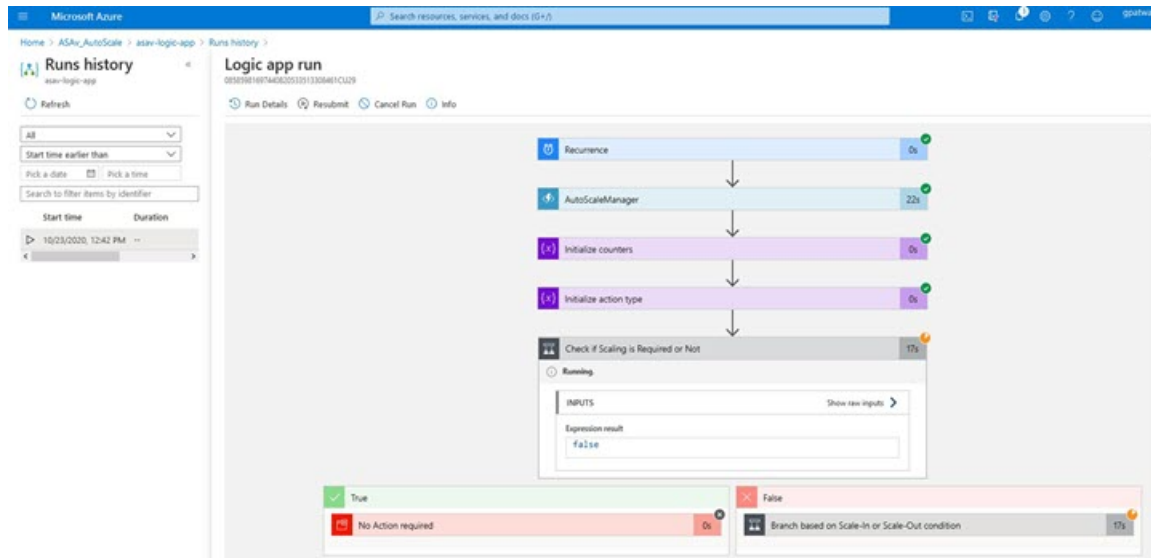 Microsoft Azure
Search resources, services, and docs (G+/)
Home > ASAv_AutoScale > asav-logic-app > Runs history >
Runs history
asav-logic-app
Refresh
All
Start time earlier than
Pick a date
Pick a time
Search to filter items by identifier
Start time Duration
10/23/2020, 12:42 PM --
Logic app run
Run Details Resubmit Cancel Run Info
Recurrence 0s
AutoScaleManager 22s
{x} Initialize counters 0s
{x} Initialize action type 0s
Check if Scaling is Required or Not 17s
Running.
INPUTS Show raw inputs
Expression result
false
True
No Action required 0s
False
Branch based on Scale-In or Scale-Out condition 17s